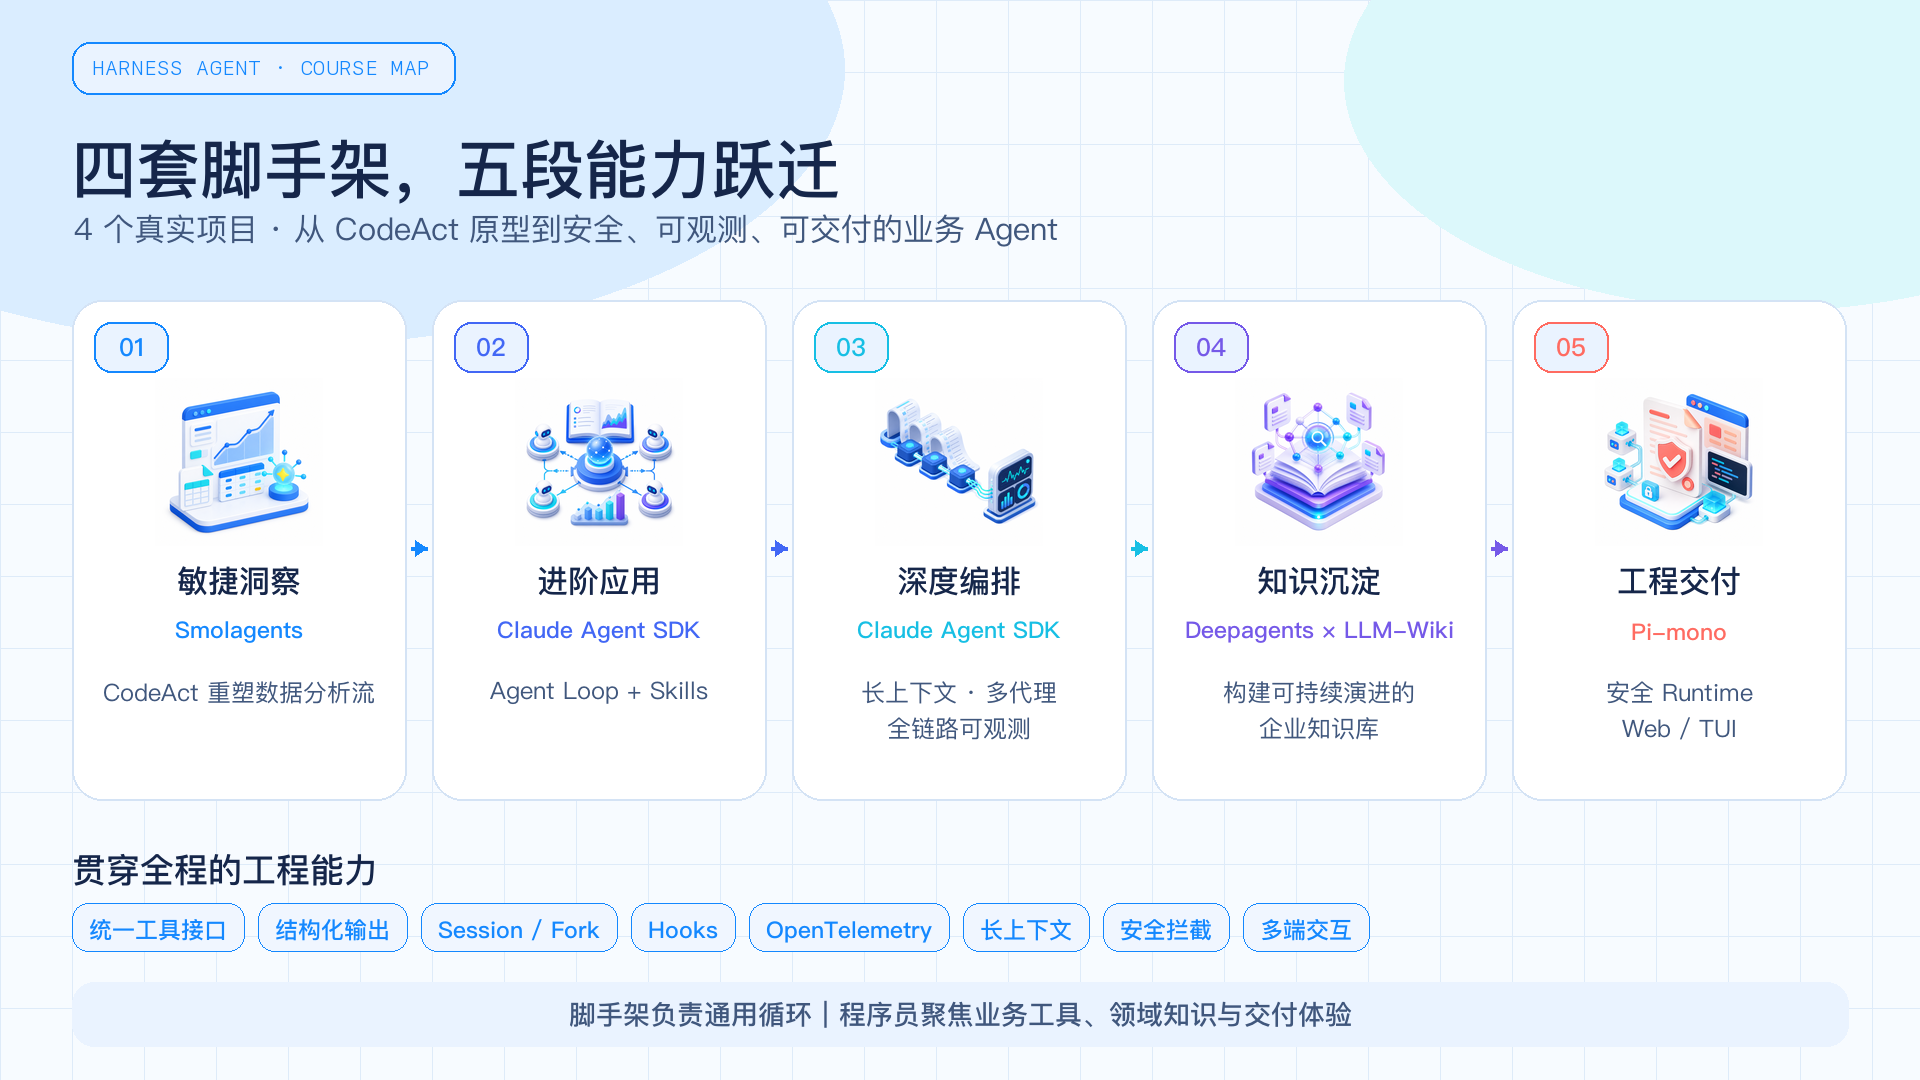 HARNESS AGENT · COURSE MAP
四套脚手架，五段能力跃迁
4 个真实项目 · 从 CodeAct 原型到安全、可观测、可交付的业务 Agent
01
敏捷洞察
Smolagents
CodeAct 重塑数据分析流
02
进阶应用
Claude Agent SDK
Agent Loop + Skills
03
深度编排
Claude Agent SDK
长上下文 · 多代理
全链路可观测
04
知识沉淀
Deepagents × LLM-Wiki
构建可持续演进的
企业知识库
05
工程交付
Pi-mono
安全 Runtime
Web / TUI
贯穿全程的工程能力
统一工具接口
结构化输出
Session / Fork
Hooks
OpenTelemetry
长上下文
安全拦截
多端交互
脚手架负责通用循环｜程序员聚焦业务工具、领域知识与交付体验